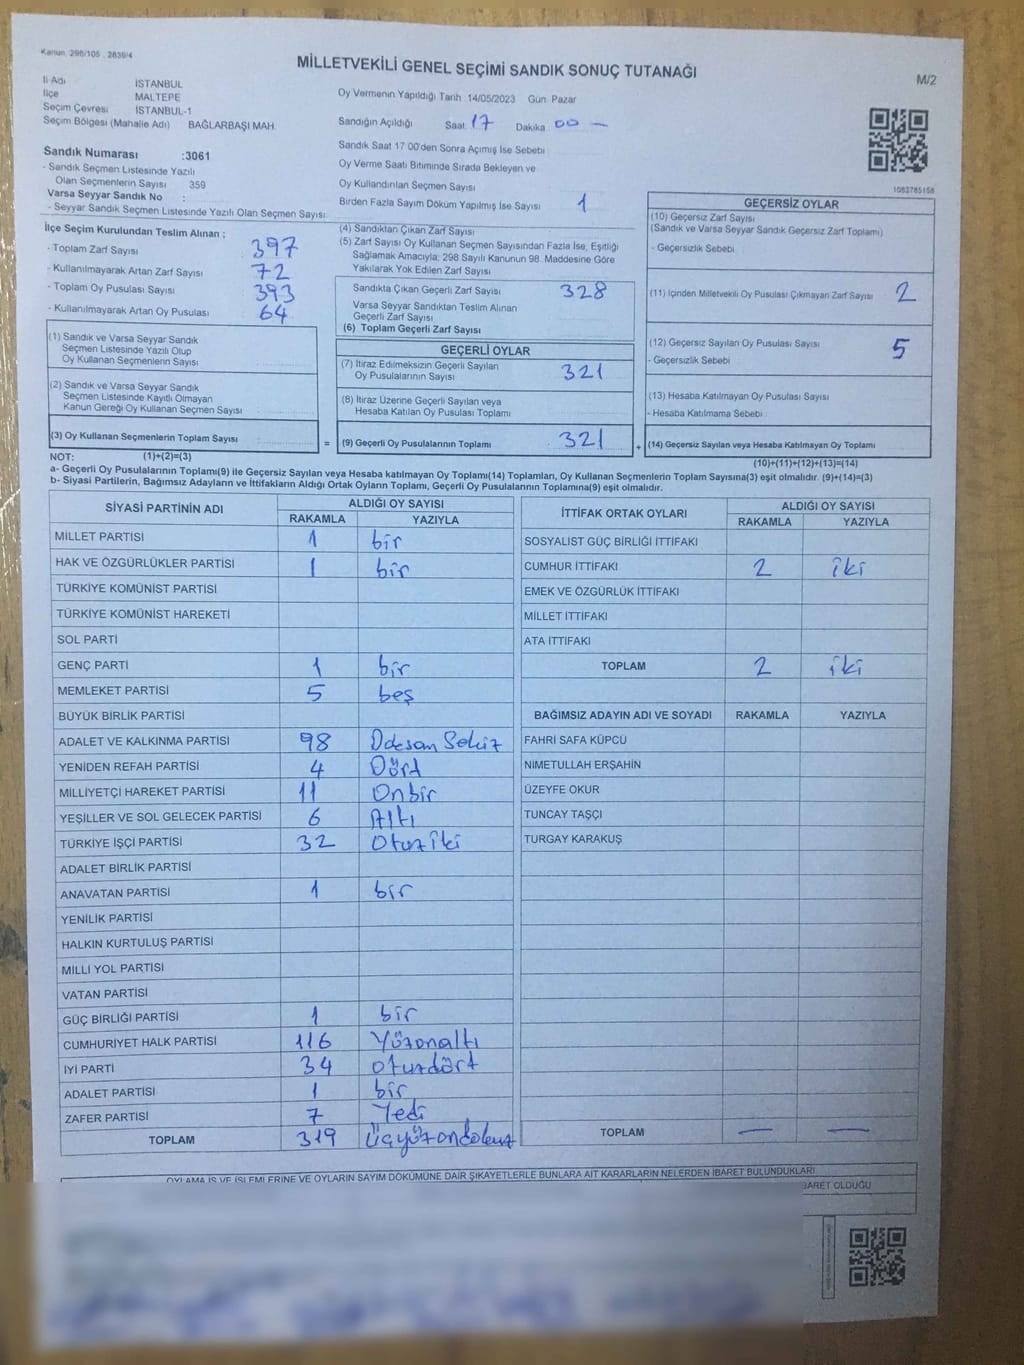 Kanun, 298/105 , 2839/4
MİLLETVEKİLİ GENEL SEÇİMİ SANDIK SONUÇ TUTANAĞI
M/2
İl Adı İSTANBUL
İlçe MALTEPE
Seçim Çevresi İSTANBUL-1
Seçim Bölgesi (Mahalle Adı) BAĞLARBAŞI MAH.
Oy Vermenin Yapıldığı Tarih 14/05/2023 Gün Pazar
Sandığın Açıldığı Saat 17 Dakika 00 —
Sandık Saat 17:00'den Sonra Açımış İse Sebebi
Oy Verme Saati Bitiminde Sırada Bekleyen ve
Oy Kullandırılan Seçmen Sayısı
Birden Fazla Sayım Döküm Yapılmış İse Sayısı 1
Sandık Numarası :3061
- Sandık Seçmen Listesinde Yazılı
Olan Seçmenlerin Sayısı 359
Varsa Seyyar Sandık No :
- Seyyar Sandık Seçmen Listesinde Yazılı Olan Seçmen Sayısı:
1083785158
İlçe Seçim Kurulundan Teslim Alınan ;
- Toplam Zarf Sayısı 397
- Kullanılmayarak Artan Zarf Sayısı 72
- Toplam Oy Pusulası Sayısı 393
- Kullanılmayarak Artan Oy Pusulası 64
(1) Sandık ve Varsa Seyyar Sandık
Seçmen Listesinde Yazılı Olup
Oy Kullanan Seçmenlerin Sayısı
(2) Sandık ve Varsa Seyyar Sandık
Seçmen Listesinde Kayıtlı Olmayan
Kanun Gereği Oy Kullanan Seçmen Sayısı
(3) Oy Kullanan Seçmenlerin Toplam Sayısı
=
(4) Sandıktan Çıkan Zarf Sayısı
(5) Zarf Sayısı Oy Kullanan Seçmen Sayısından Fazla İse, Eşitliği
Sağlamak Amacıyla; 298 Sayılı Kanunun 98. Maddesine Göre
Yakılarak Yok Edilen Zarf Sayısı
Sandıkta Çıkan Geçerli Zarf Sayısı 328
Varsa Seyyar Sandıktan Teslim Alınan
Geçerli Zarf Sayısı
(6) Toplam Geçerli Zarf Sayısı
GEÇERLİ OYLAR
(7) İtiraz Edilmeksizin Geçerli Sayılan
Oy Pusulalarının Sayısı 321
(8) İtiraz Üzerine Geçerli Sayılan veya
Hesaba Katılan Oy Pusulası Toplamı
(9) Geçerli Oy Pusulalarının Toplamı 321
+
GEÇERSİZ OYLAR
(10) Geçersiz Zarf Sayısı
(Sandık ve Varsa Seyyar Sandık Geçersiz Zarf Toplamı)
- Geçersizlik Sebebi
(11) İçinden Milletvekili Oy Pusulası Çıkmayan Zarf Sayısı 2
(12) Geçersiz Sayılan Oy Pusulası Sayısı 5
- Geçersizlik Sebebi
(13) Hesaba Katılmayan Oy Pusulası Sayısı
- Hesaba Katılmama Sebebi
(14) Geçersiz Sayılan veya Hesaba Katılmayan Oy Toplamı
NOT: (1)+(2)=(3) (10)+(11)+(12)+(13)=(14)
a- Geçerli Oy Pusulalarının Toplamı(9) ile Geçersiz Sayılan veya Hesaba katılmayan Oy Toplamı(14) Toplamları, Oy Kullanan Seçmenlerin Toplam Sayısına(3) eşit olmalıdır. (9)+(14)=(3)
b- Siyasi Partilerin, Bağımsız Adayların ve İttifakların Aldığı Ortak Oyların Toplamı, Geçerli Oy Pusulalarının Toplamına(9) eşit olmalıdır.
SİYASİ PARTİNİN ADI ALDIĞI OY SAYISI
RAKAMLA YAZIYLA
MİLLET PARTİSİ 1 bir
HAK VE ÖZGÜRLÜKLER PARTİSİ 1 bir
TÜRKİYE KOMÜNİST PARTİSİ
TÜRKİYE KOMÜNİST HAREKETİ
SOL PARTİ
GENÇ PARTİ 1 bir
MEMLEKET PARTİSİ 5 beş
BÜYÜK BİRLİK PARTİSİ
ADALET VE KALKINMA PARTİSİ 98
YENİDEN REFAH PARTİSİ 4 Dört
MİLLİYETÇİ HAREKET PARTİSİ 11 Onbir
YEŞİLLER VE SOL GELECEK PARTİSİ 6 Altı
TÜRKİYE İŞÇİ PARTİSİ 32 Otuziki
ADALET BİRLİK PARTİSİ
ANAVATAN PARTİSİ 1 bir
YENİLİK PARTİSİ
HALKIN KURTULUŞ PARTİSİ
MİLLİ YOL PARTİSİ
VATAN PARTİSİ
GÜÇ BİRLİĞİ PARTİSİ 1 bir
CUMHURİYET HALK PARTİSİ 116 Yüzonaltı
İYİ PARTİ 34 Otuzdört
ADALET PARTİSİ 1 bir
ZAFER PARTİSİ 7 Yedi
TOPLAM 319 Üçyüzondokuz
İTTİFAK ORTAK OYLARI ALDIĞI OY SAYISI
RAKAMLA YAZIYLA
SOSYALİST GÜÇ BİRLİĞİ İTTİFAKI
CUMHUR İTTİFAKI 2 iki
EMEK VE ÖZGÜRLÜK İTTİFAKI
MİLLET İTTİFAKI
ATA İTTİFAKI
TOPLAM 2 iki
BAĞIMSIZ ADAYIN ADI VE SOYADI RAKAMLA YAZIYLA
FAHRİ SAFA KÜPCÜ
NİMETULLAH ERŞAHİN
ÜZEYFE OKUR
TUNCAY TAŞÇI
TURGAY KARAKUŞ
TOPLAM — —
OYLAMA İŞ VE İŞLEMLERİNE VE OYLARIN SAYIM DÖKÜMÜNE DAİR ŞİKAYETLERLE BUNLARA AİT KARARLARIN NELERDEN İBARET BULUNDUKLARI
BARET OLDUĞU